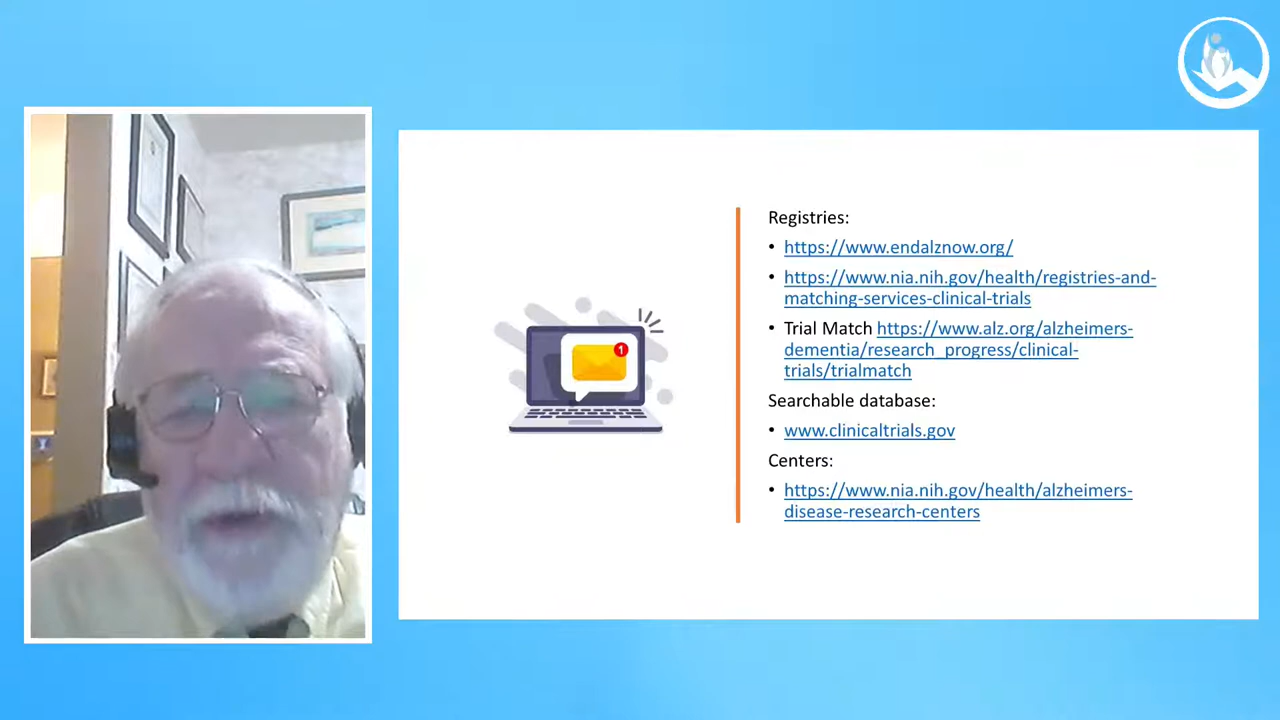 Registries:
• https://www.endalznow.org/
• https://www.nia.nih.gov/health/registries-and-
matching-services-clinical-trials
• Trial Match https://www.alz.org/alzheimers-
dementia/research_progress/clinical-
trials/trialmatch
Searchable database:
• www.clinicaltrials.gov
Centers:
• https://www.nia.nih.gov/health/alzheimers-
disease-research-centers
1